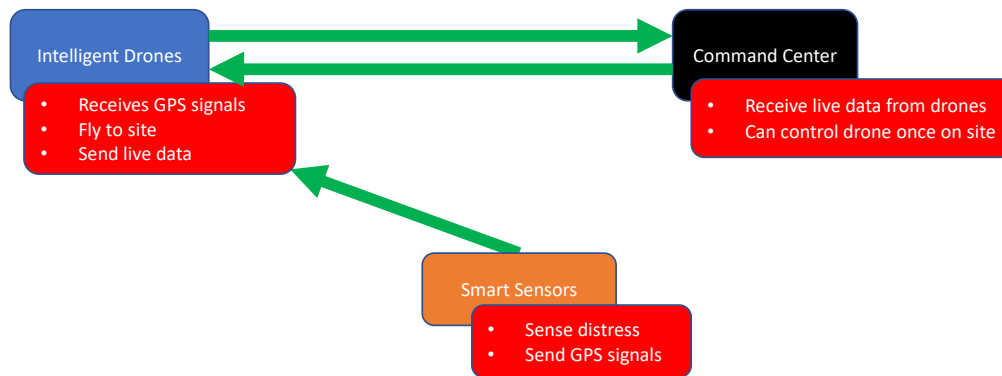 Intelligent Drones
• Receives GPS signals
• Fly to site
• Send live data
Command Center
• Receive live data from drones
• Can control drone once on site
Smart Sensors
• Sense distress
• Send GPS signals